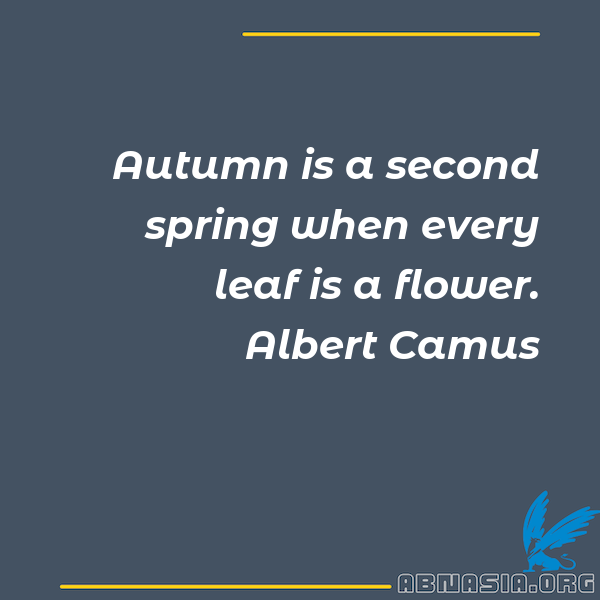 Autumn is a second
spring when every
leaf is a flower.
Albert Camus
ABNASIA.ORG